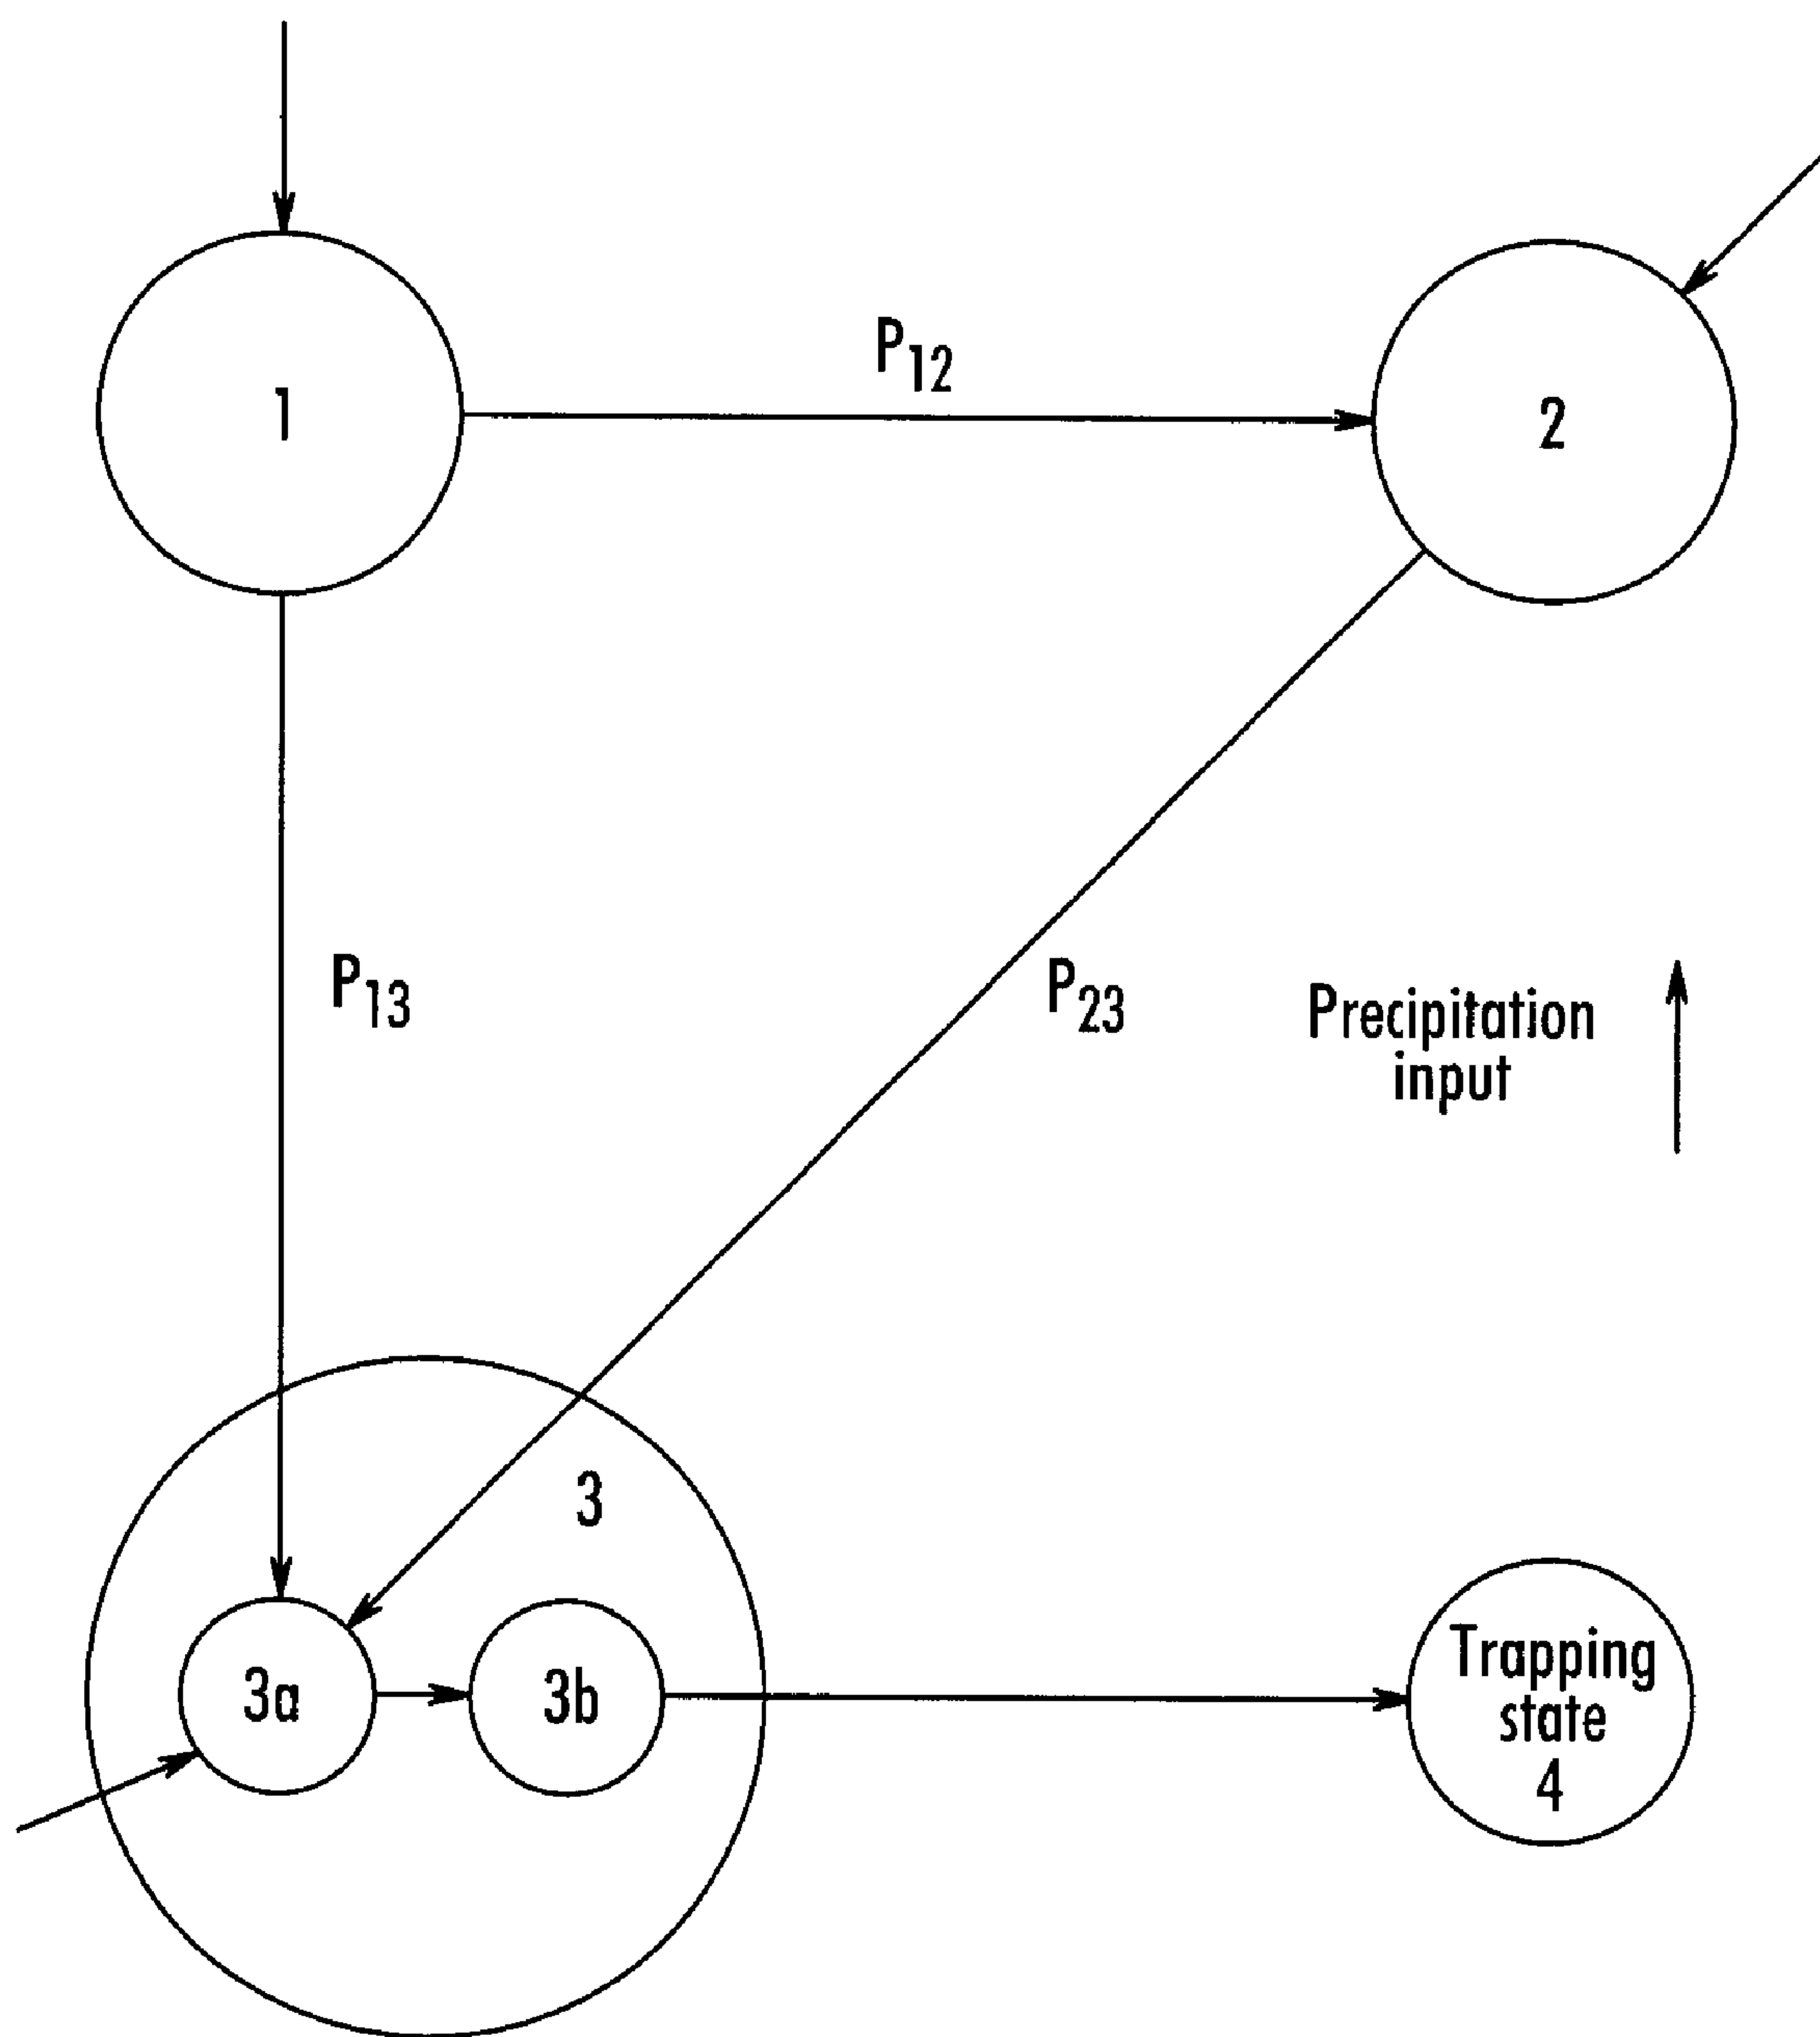 1
P12
2
P13
P23
Precipitation
input
3
3a
3b
Trapping
state
4